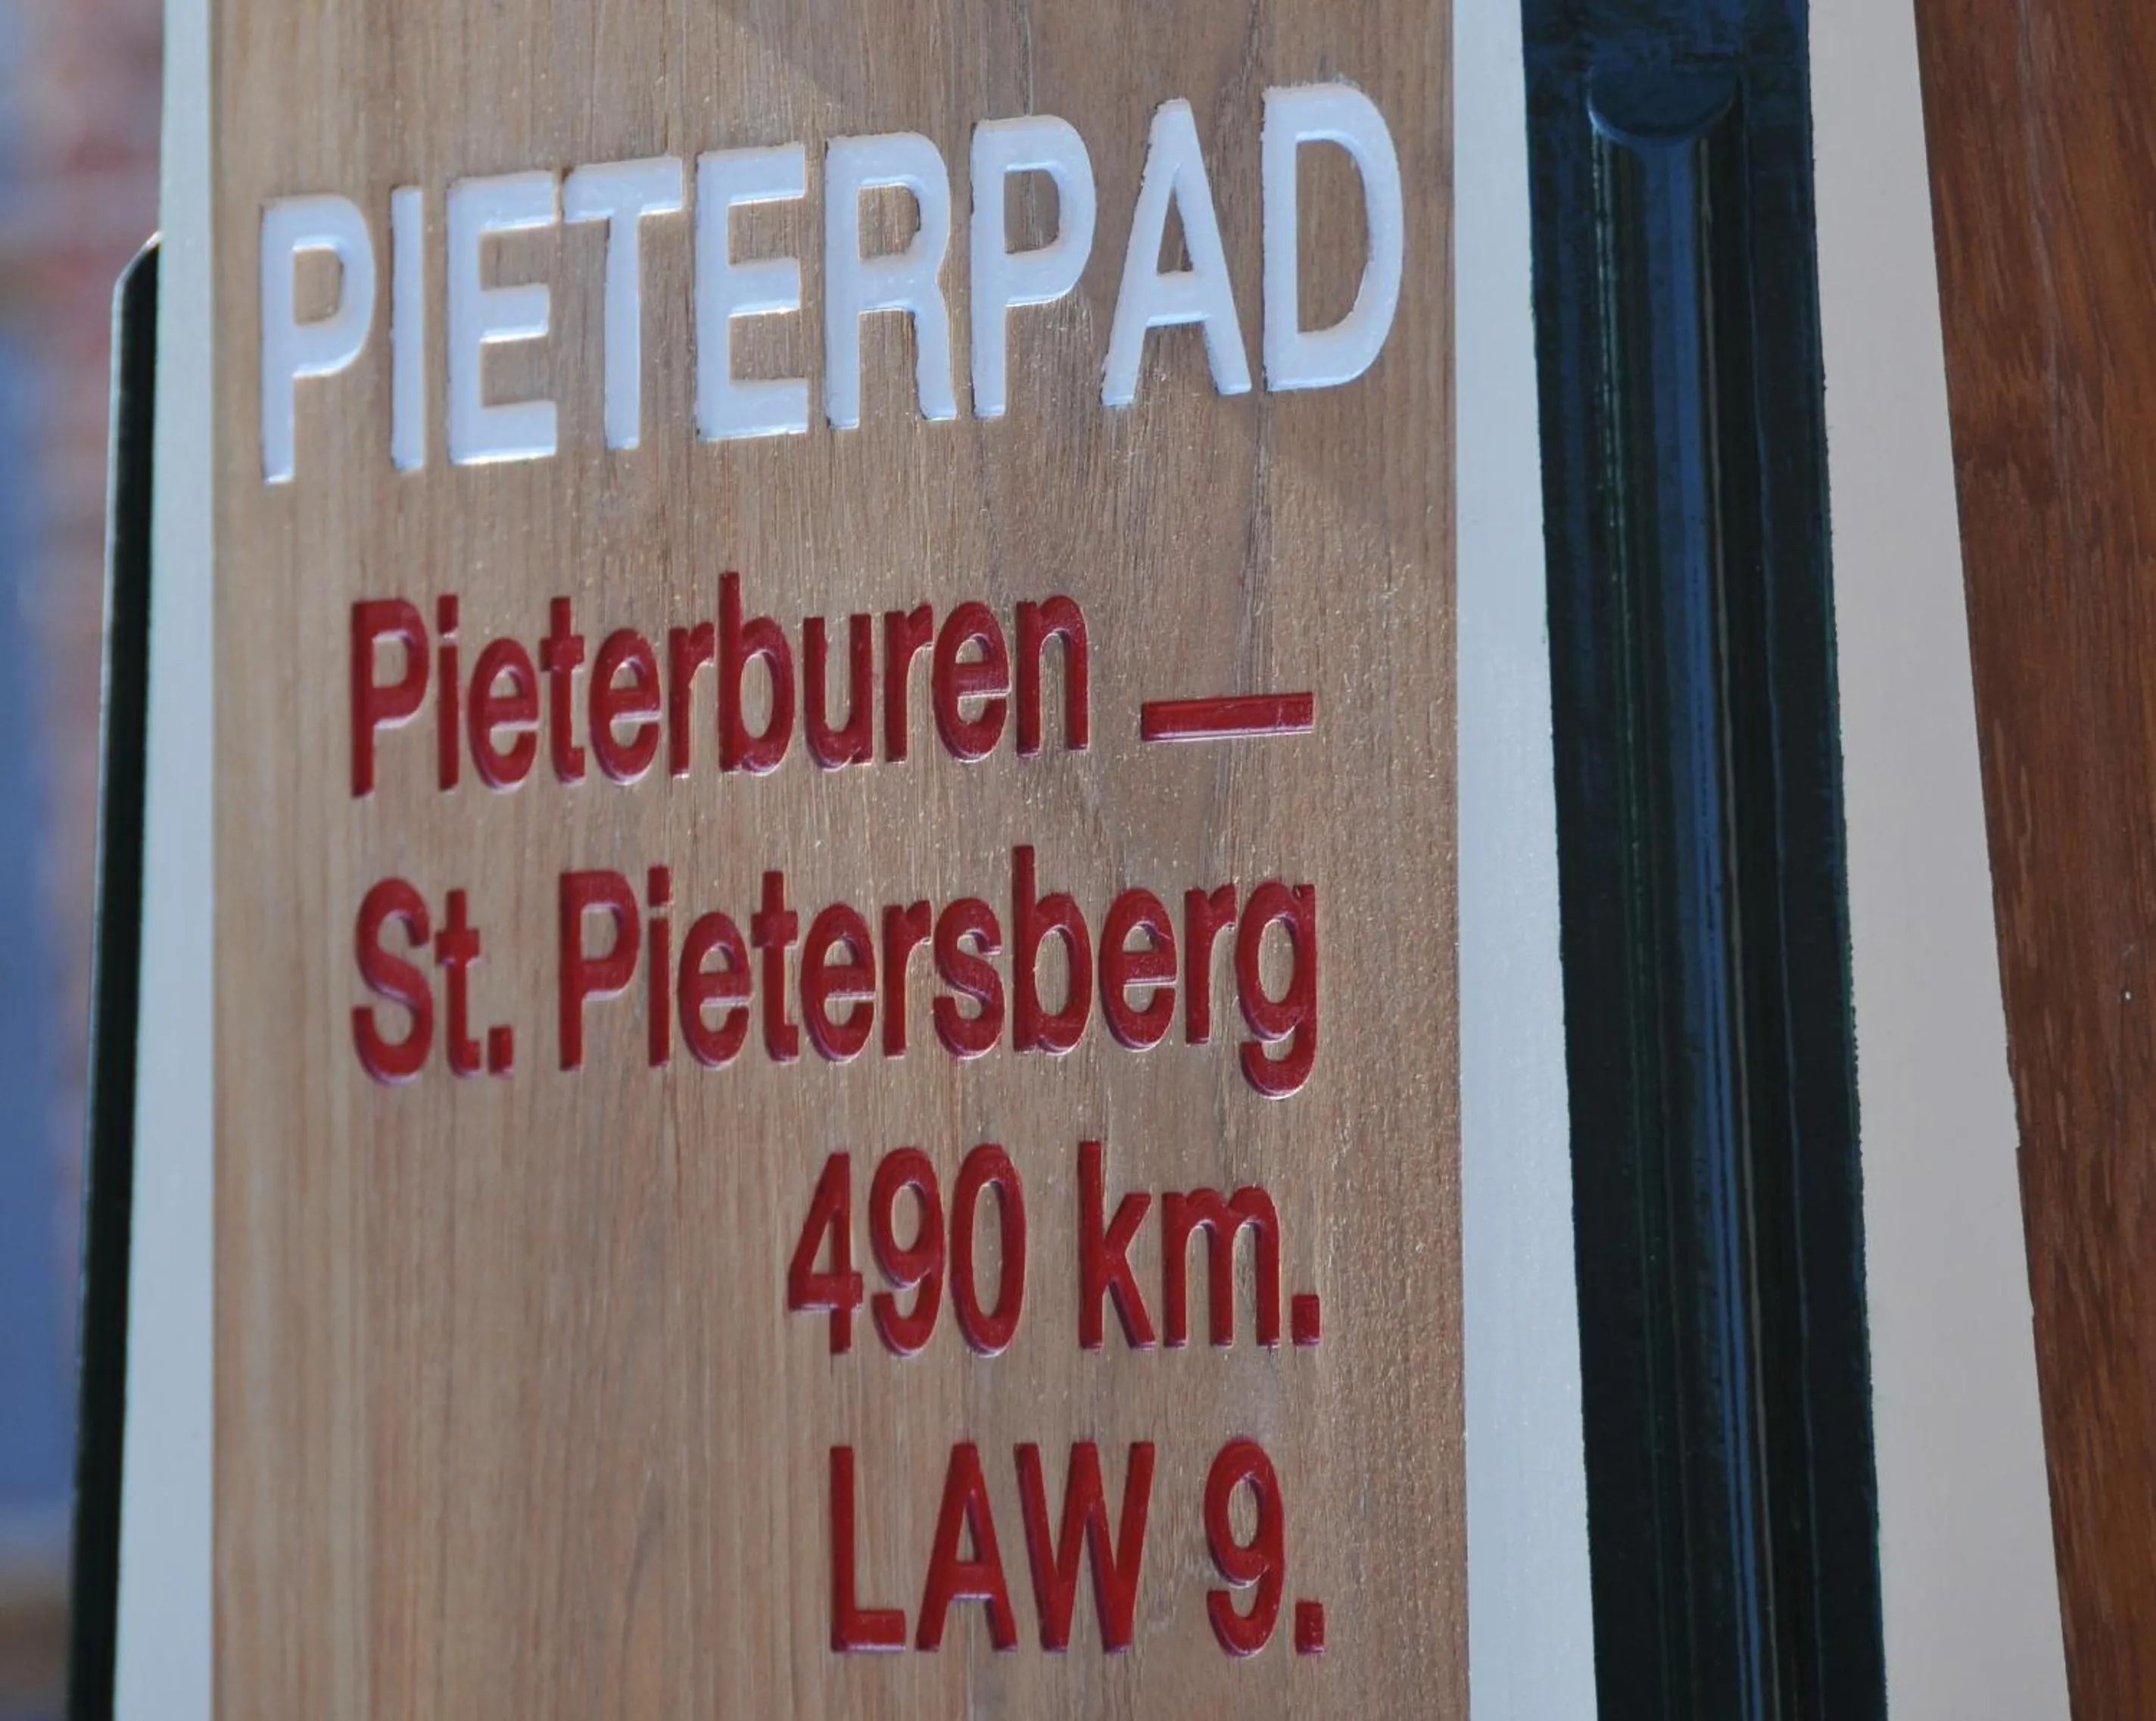 PIETERPAD
Pieterburen —
St. Pietersberg
490 km.
LAW 9.